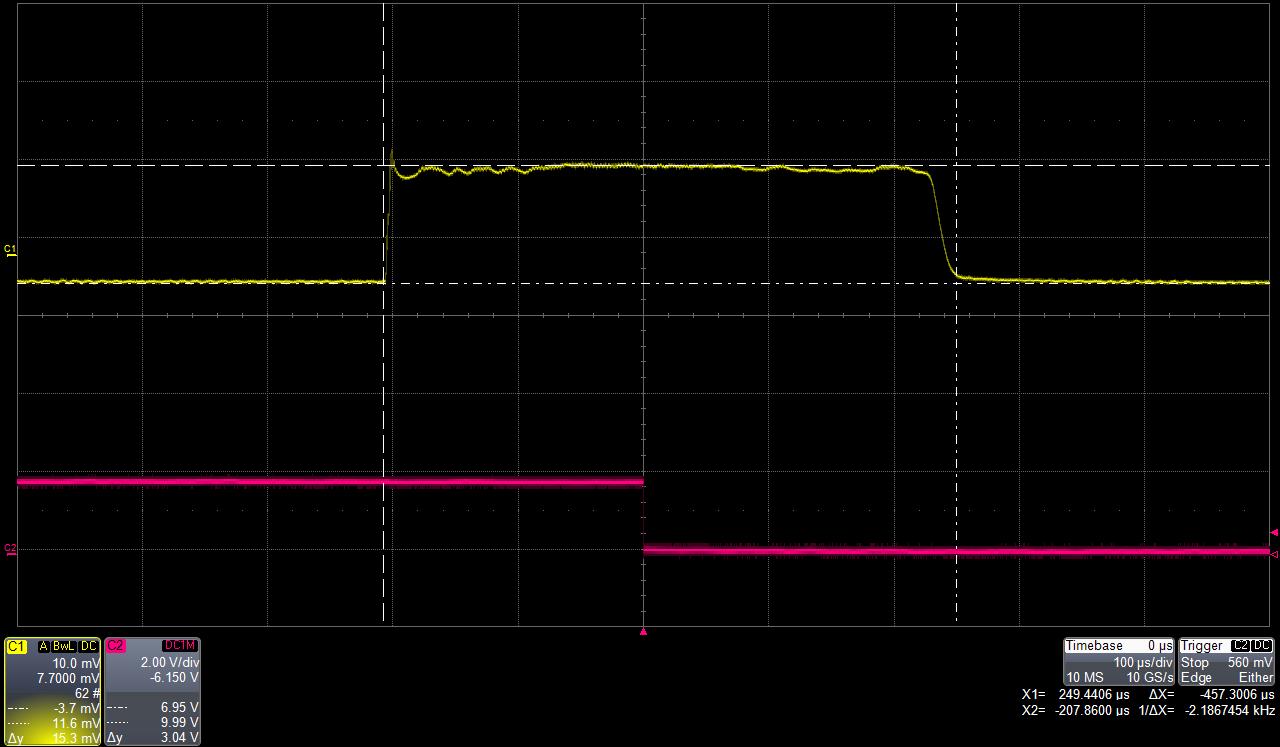 C1
C2
C1 A BwL DC
10.0 mV
7.7000 mV
62 #
-3.7 mV
11.6 mV
Δy 15.3 mV
C2 DC1M
2.00 V/div
-6.150 V
6.95 V
9.99 V
Δy 3.04 V
Timebase 0 µs
100 µs/div
10 MS 10 GS/s
Trigger C2 DC
Stop 560 mV
Edge Either
X1= 249.4406 µs ΔX= -457.3006 µs
X2= -207.8600 µs 1/ΔX= -2.1867454 kHz